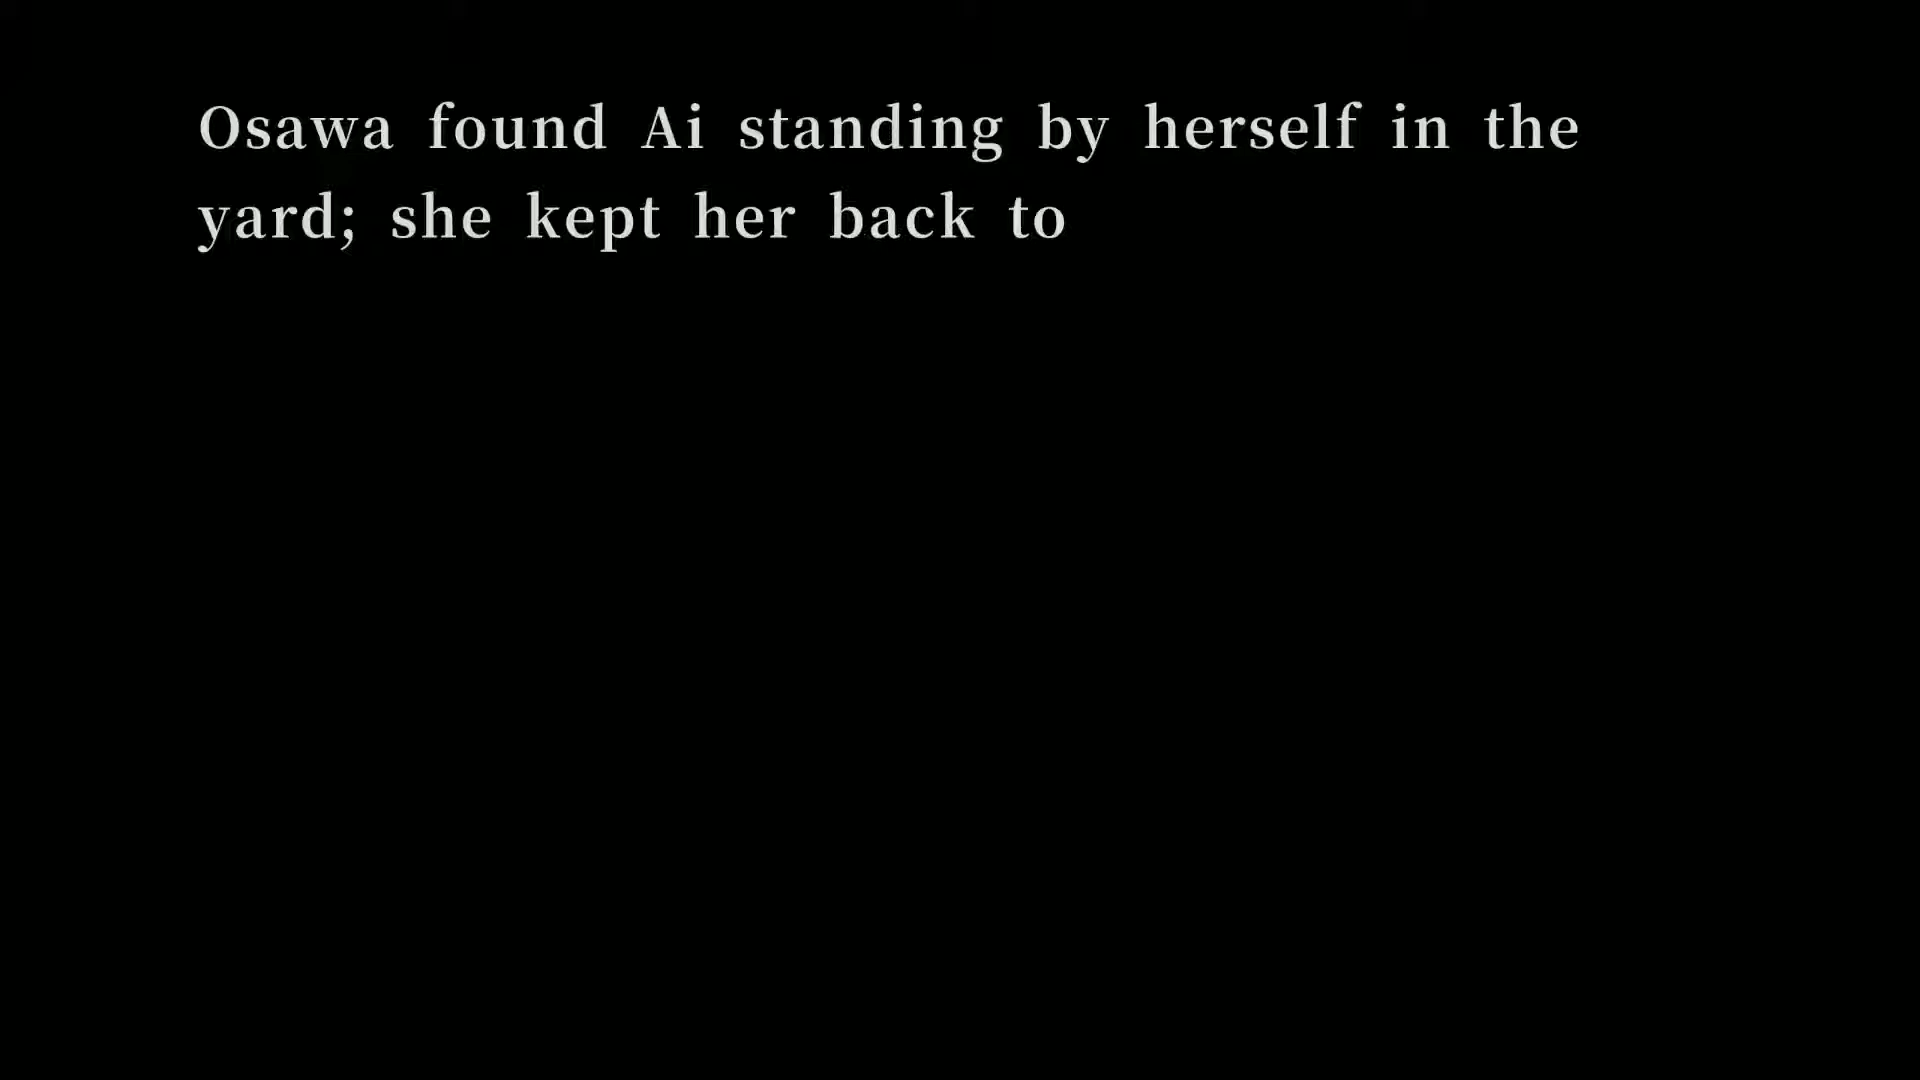 Osawa found Ai standing by herself in the
yard; she kept her back to